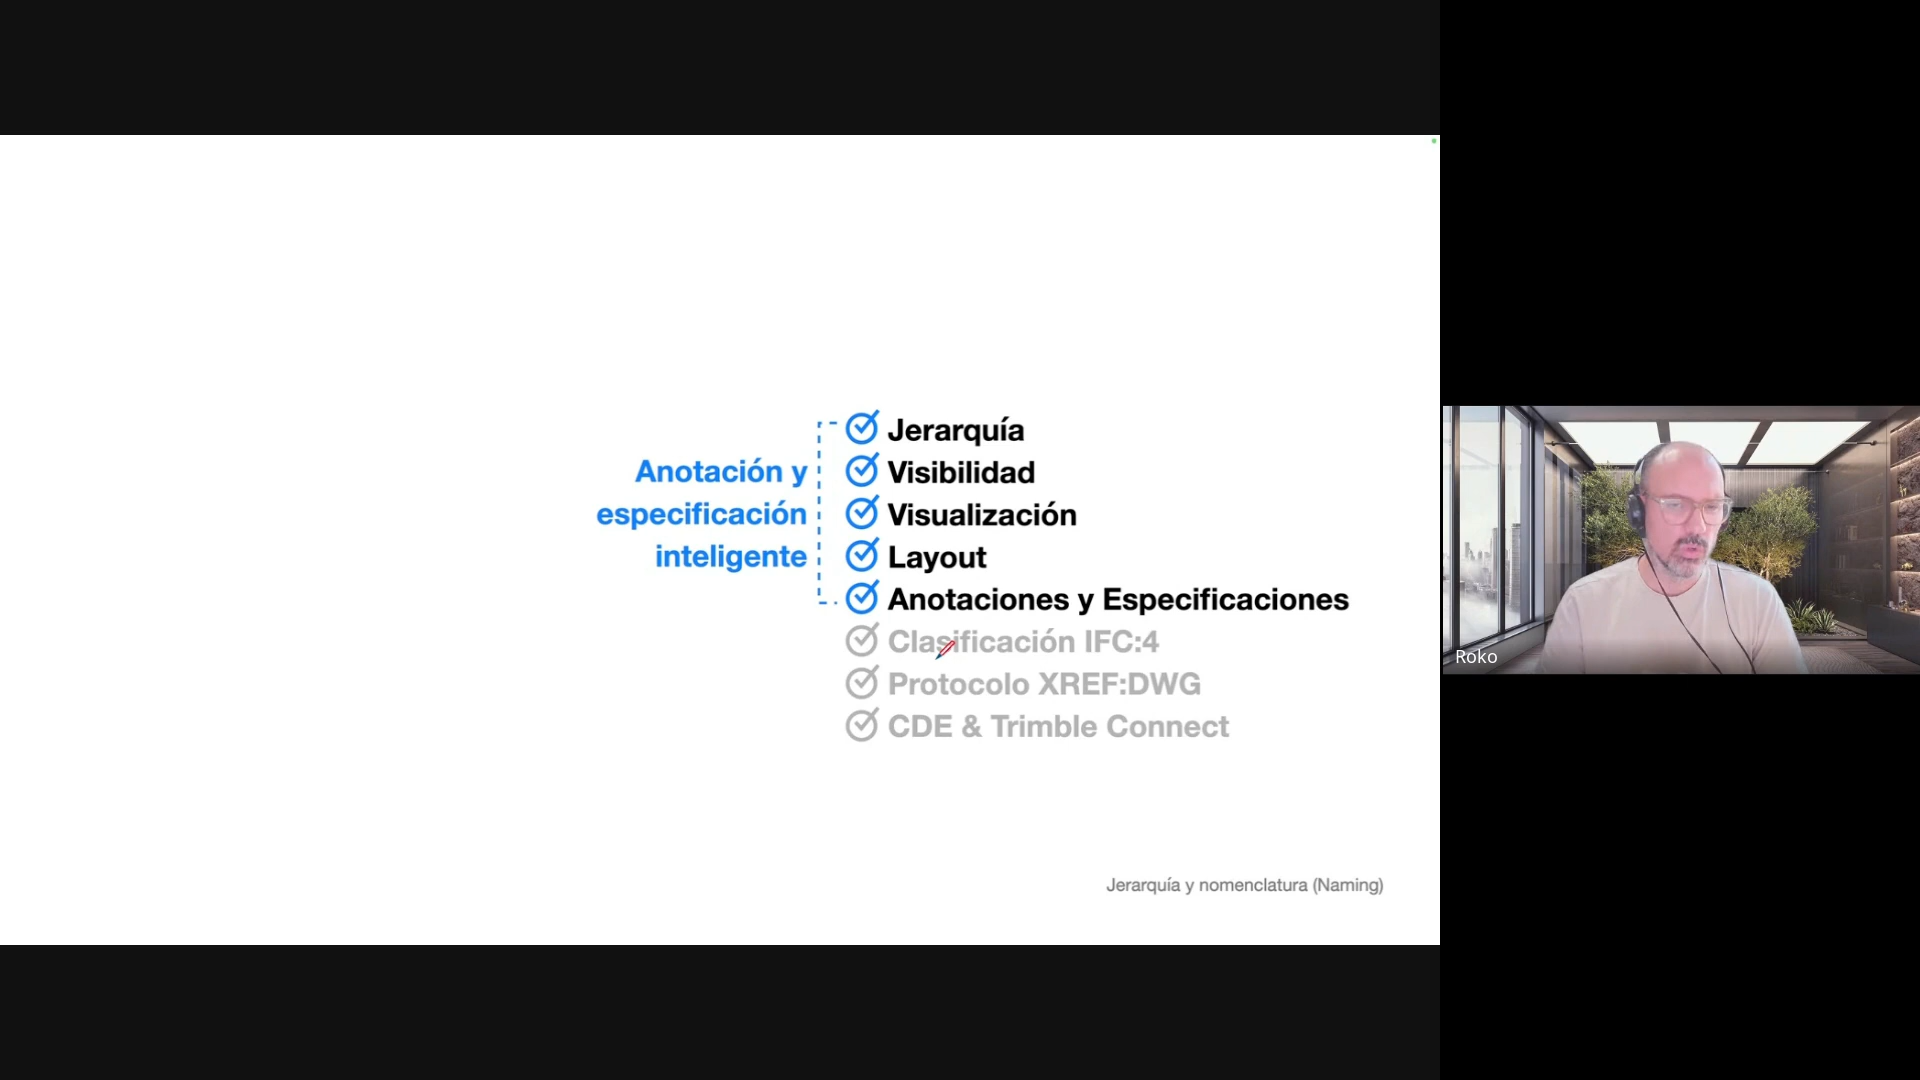 Anotación y
especificación
inteligente
Jerarquía
Visibilidad
Visualización
Layout
Anotaciones y Especificaciones
Clasificación IFC:4
Protocolo XREF:DWG
CDE & Trimble Connect
Jerarquía y nomenclatura (Naming)
Roko